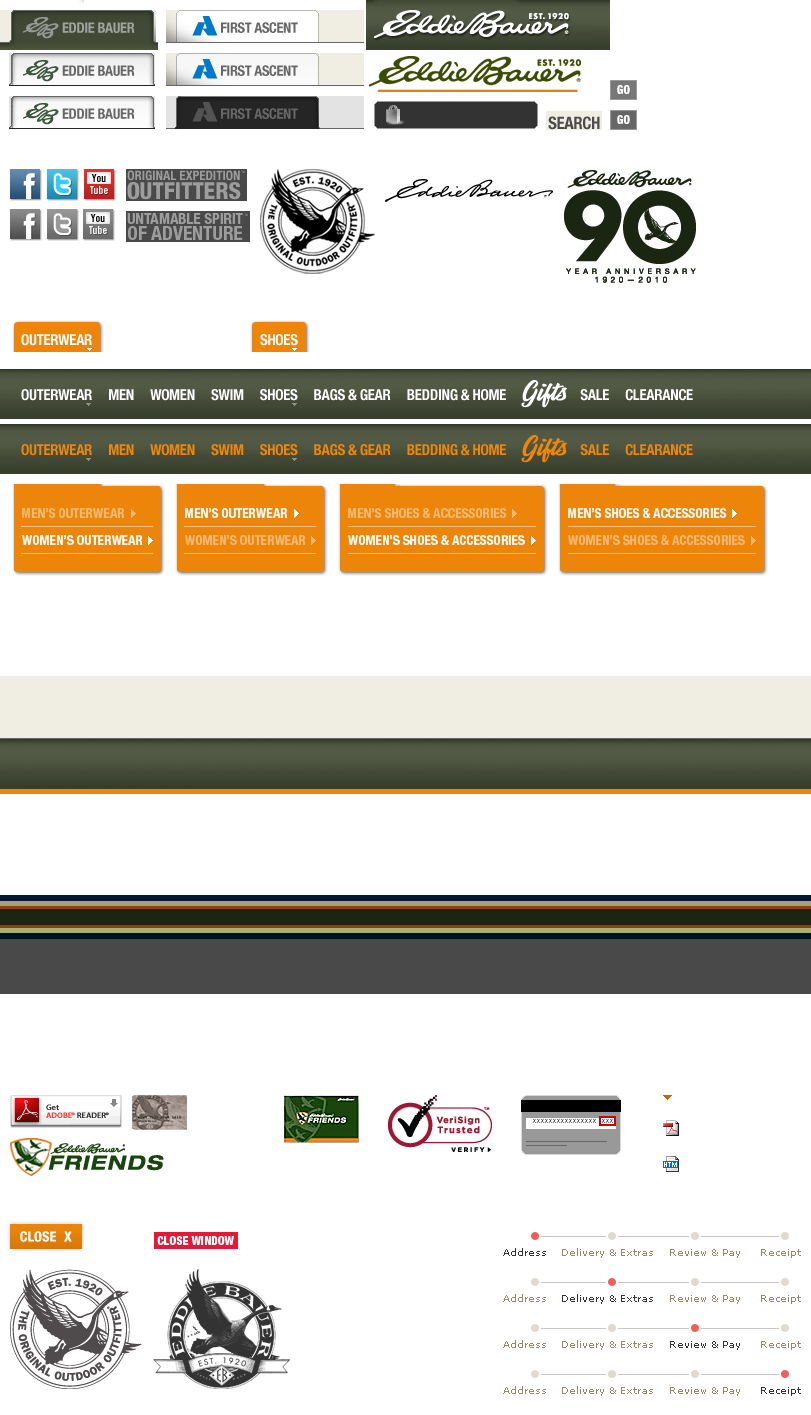 EDDIE BAUER
FIRST ASCENT
Eddie Bauer EST. 1920
EDDIE BAUER
FIRST ASCENT
Eddie Bauer EST. 1920
GO
EDDIE BAUER
FIRST ASCENT
SEARCH
GO
f
t
You Tube
ORIGINAL EXPEDITION
OUTFITTERS
f
t
You Tube
UNTAMABLE SPIRIT
OF ADVENTURE
EST. 1920
THE ORIGINAL OUTDOOR OUTFITTER
Eddie Bauer
Eddie Bauer
90
YEAR ANNIVERSARY
1920–2010
OUTERWEAR
SHOES
OUTERWEAR MEN WOMEN SWIM SHOES BAGS & GEAR BEDDING & HOME Gifts SALE CLEARANCE
OUTERWEAR MEN WOMEN SWIM SHOES BAGS & GEAR BEDDING & HOME Gifts SALE CLEARANCE
MEN'S OUTERWEAR
WOMEN'S OUTERWEAR
MEN'S OUTERWEAR
WOMEN'S OUTERWEAR
MEN'S SHOES & ACCESSORIES
WOMEN'S SHOES & ACCESSORIES
MEN'S SHOES & ACCESSORIES
WOMEN'S SHOES & ACCESSORIES
Get
ADOBE® READER®
Eddie Bauer
FRIENDS
FRIENDS
VeriSign™
Trusted
VERIFY
XXXXXXXXXXXXXXXX XXX
HTML
CLOSE X
CLOSE WINDOW
EST. 1920
THE ORIGINAL OUTDOOR OUTFITTER
EDDIE BAUER
EST. 1920
EB
Address Delivery & Extras Review & Pay Receipt
Address Delivery & Extras Review & Pay Receipt
Address Delivery & Extras Review & Pay Receipt
Address Delivery & Extras Review & Pay Receipt